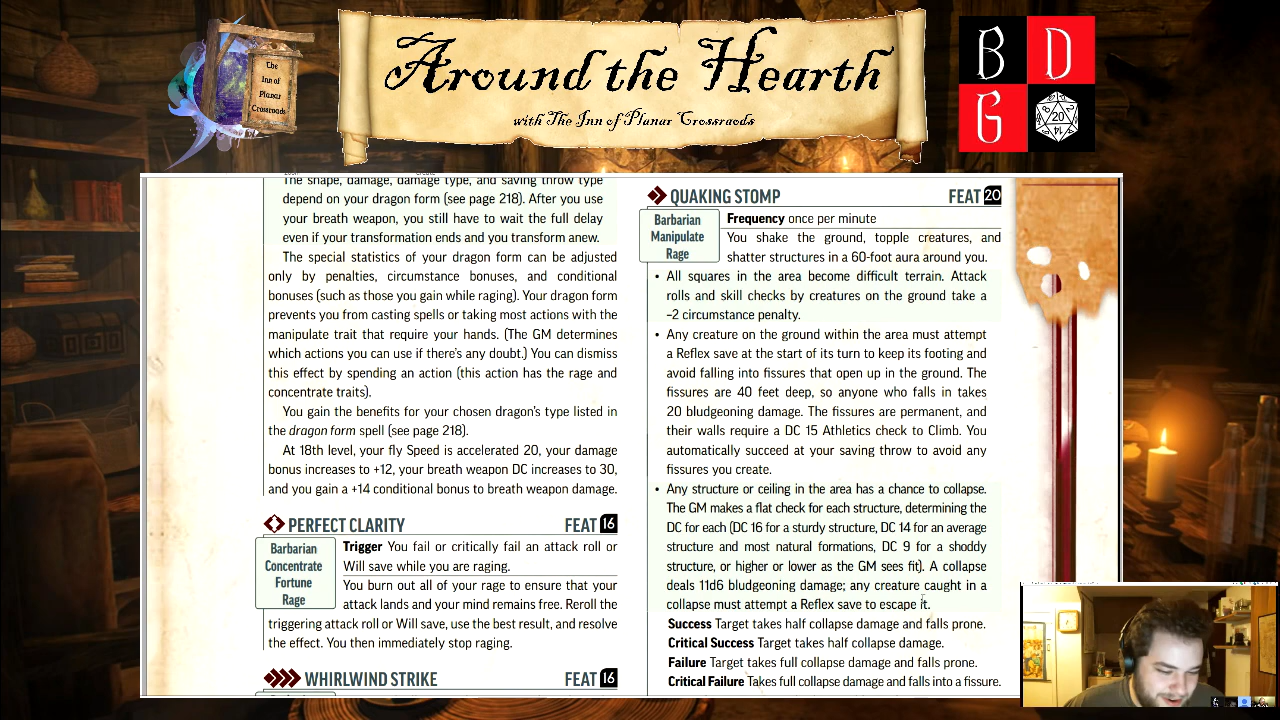 The
Inn of
Planar
Crossroads
Around the Hearth
with The Inn of Planar Crossraods
B D
G 20
The shape, damage, damage type, and saving throw type
depend on your dragon form (see page 218). After you use
your breath weapon, you still have to wait the full delay
even if your transformation ends and you transform anew.
The special statistics of your dragon form can be adjusted
only by penalties, circumstance bonuses, and conditional
bonuses (such as those you gain while raging). Your dragon form
prevents you from casting spells or taking most actions with the
manipulate trait that require your hands. (The GM determines
which actions you can use if there's any doubt.) You can dismiss
this effect by spending an action (this action has the rage and
concentrate traits).
You gain the benefits for your chosen dragon's type listed in
the dragon form spell (see page 218).
At 18th level, your fly Speed is accelerated 20, your damage
bonus increases to +12, your breath weapon DC increases to 30,
and you gain a +14 conditional bonus to breath weapon damage.
PERFECT CLARITY FEAT 16
Barbarian
Concentrate
Fortune
Rage
Trigger You fail or critically fail an attack roll or
Will save while you are raging.
You burn out all of your rage to ensure that your
attack lands and your mind remains free. Reroll the
triggering attack roll or Will save, use the best result, and resolve
the effect. You then immediately stop raging.
WHIRLWIND STRIKE FEAT 16
QUAKING STOMP FEAT 20
Barbarian
Manipulate
Rage
Frequency once per minute
You shake the ground, topple creatures, and
shatter structures in a 60-foot aura around you.
• All squares in the area become difficult terrain. Attack
rolls and skill checks by creatures on the ground take a
–2 circumstance penalty.
• Any creature on the ground within the area must attempt
a Reflex save at the start of its turn to keep its footing and
avoid falling into fissures that open up in the ground. The
fissures are 40 feet deep, so anyone who falls in takes
20 bludgeoning damage. The fissures are permanent, and
their walls require a DC 15 Athletics check to Climb. You
automatically succeed at your saving throw to avoid any
fissures you create.
• Any structure or ceiling in the area has a chance to collapse.
The GM makes a flat check for each structure, determining the
DC for each (DC 16 for a sturdy structure, DC 14 for an average
structure and most natural formations, DC 9 for a shoddy
structure, or higher or lower as the GM sees fit). A collapse
deals 11d6 bludgeoning damage; any creature caught in a
collapse must attempt a Reflex save to escape it.
Success Target takes half collapse damage and falls prone.
Critical Success Target takes half collapse damage.
Failure Target takes full collapse damage and falls prone.
Critical Failure Takes full collapse damage and falls into a fissure.